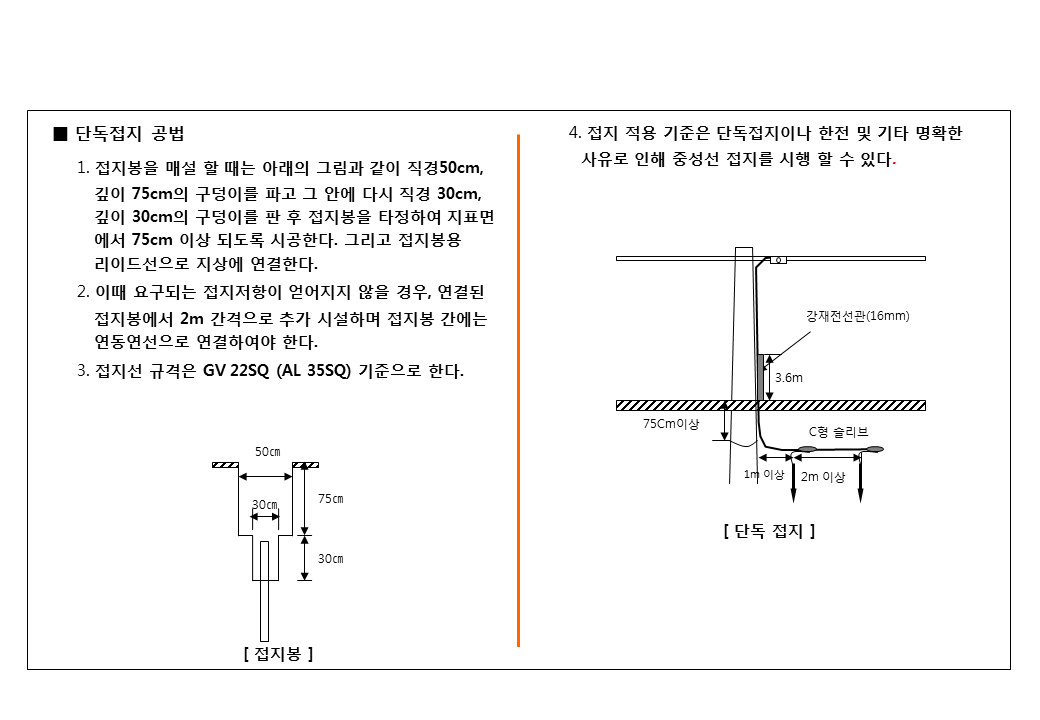 ■ 단독접지 공법
1. 접지봉을 매설 할 때는 아래의 그림과 같이 직경50cm,
깊이 75cm의 구덩이를 파고 그 안에 다시 직경 30cm,
깊이 30cm의 구덩이를 판 후 접지봉을 타정하여 지표면
에서 75cm 이상 되도록 시공한다. 그리고 접지봉용
리이드선으로 지상에 연결한다.
2. 이때 요구되는 접지저항이 얻어지지 않을 경우, 연결된
접지봉에서 2m 간격으로 추가 시설하며 접지봉 간에는
연동연선으로 연결하여야 한다.
3. 접지선 규격은 GV 22SQ (AL 35SQ) 기준으로 한다.
50㎝
30㎝
75㎝
30㎝
[ 접지봉 ]
4. 접지 적용 기준은 단독접지이나 한전 및 기타 명확한
사유로 인해 중성선 접지를 시행 할 수 있다.
강재전선관(16mm)
3.6m
75Cm이상
C형 슬리브
1m 이상
2m 이상
[ 단독 접지 ]